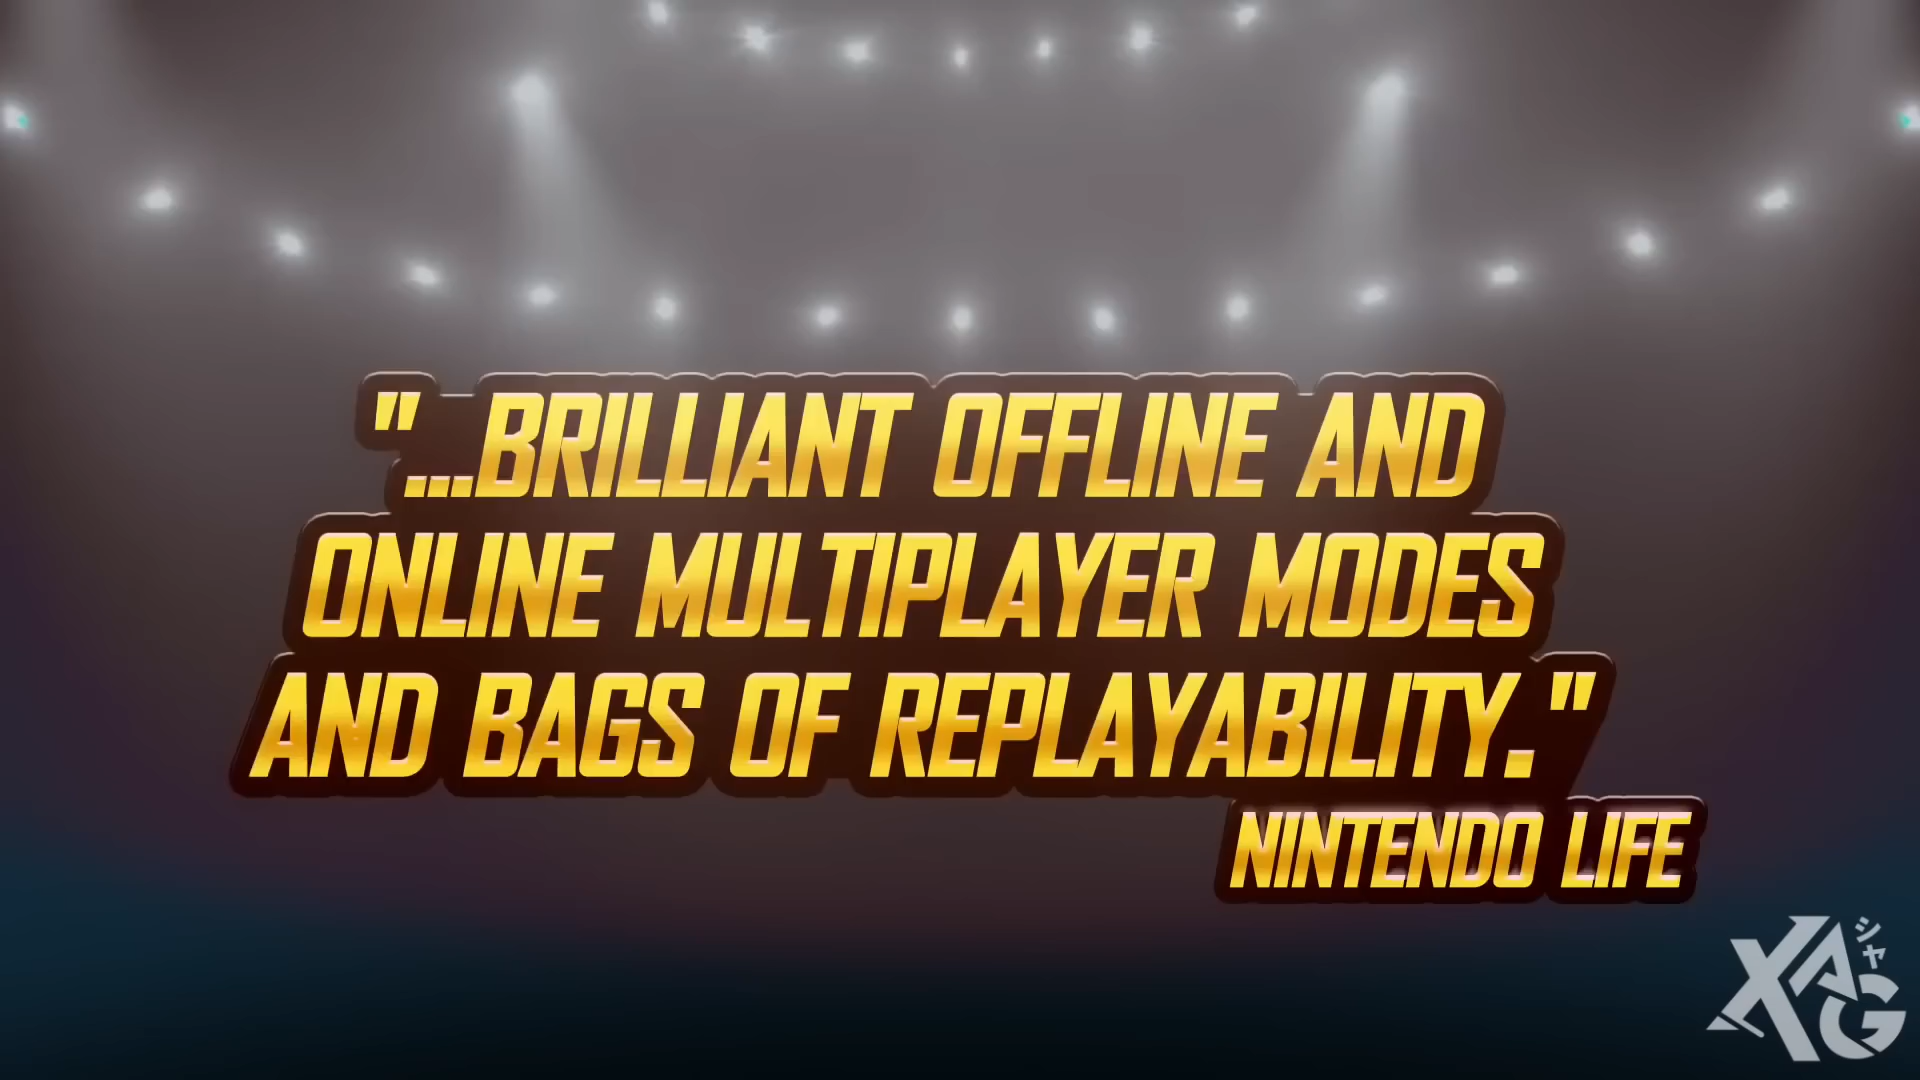 "...BRILLIANT OFFLINE AND
ONLINE MULTIPLAYER MODES
AND BAGS OF REPLAYABILITY."
NINTENDO LIFE
XAG
シャ